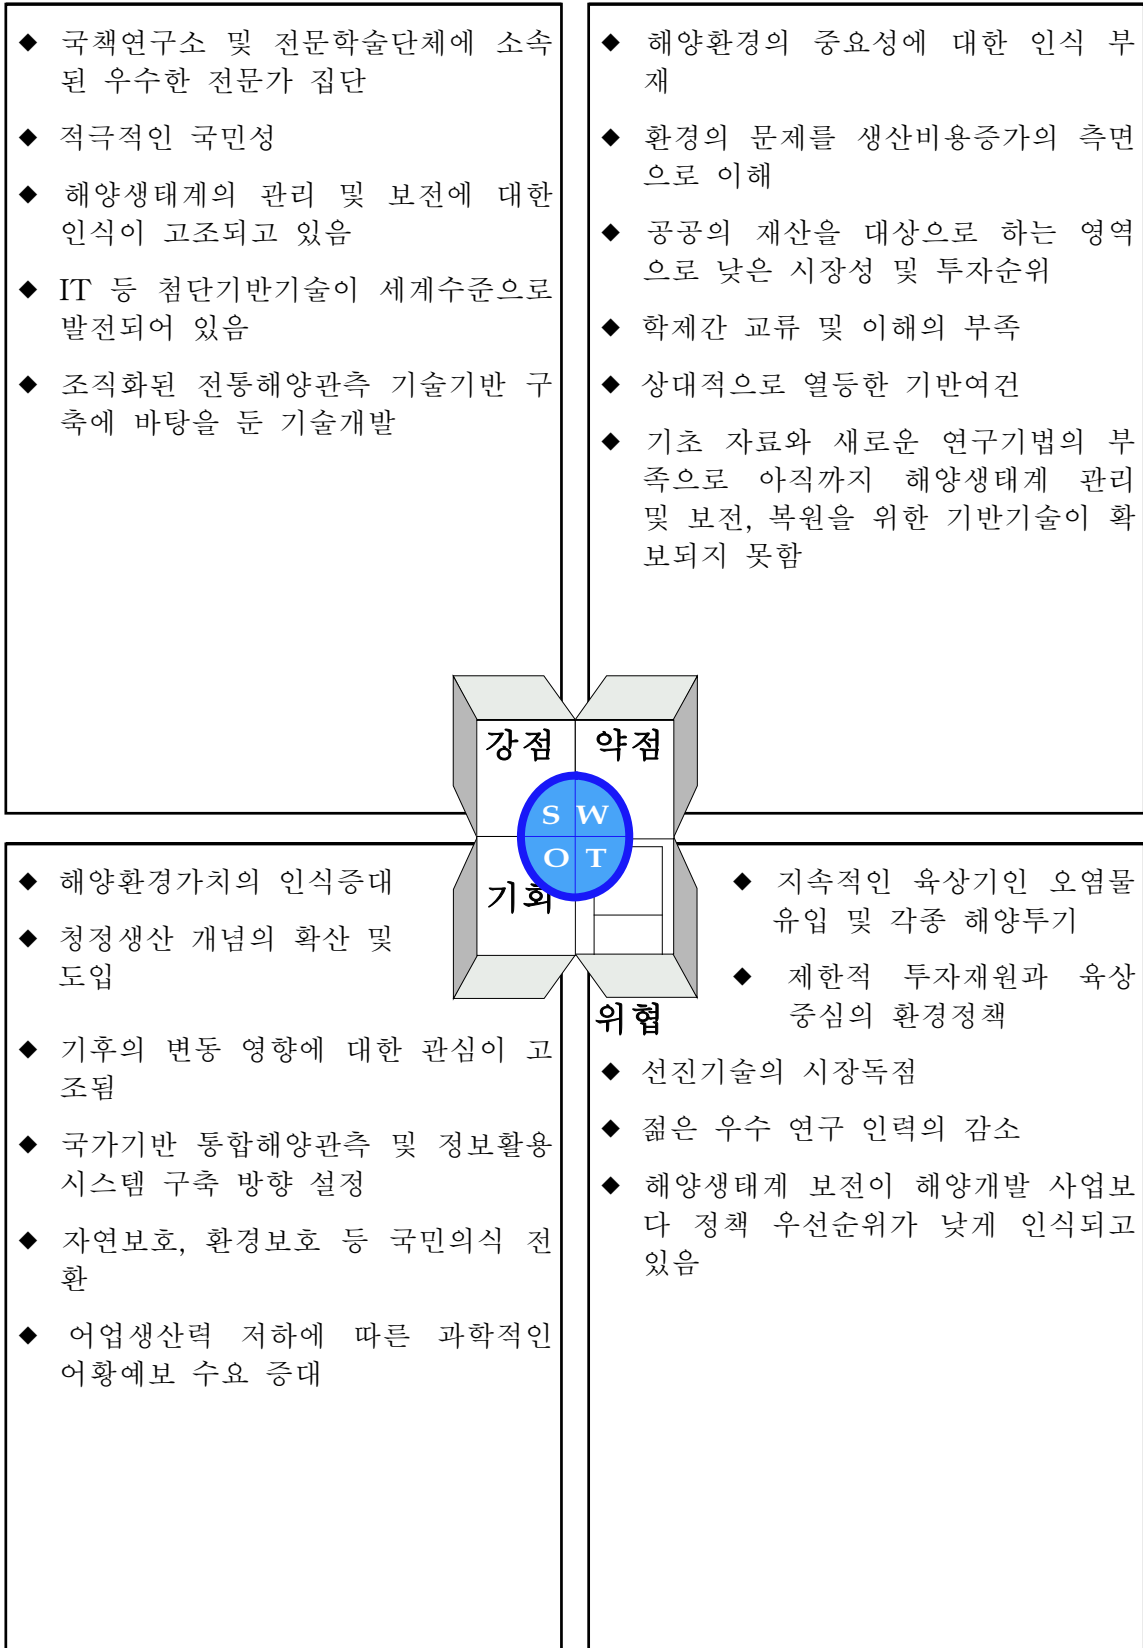 ◆ 국책연구소 및 전문학술단체에 소속
된 우수한 전문가 집단
◆ 적극적인 국민성
◆ 해양생태계의 관리 및 보전에 대한
인식이 고조되고 있음
◆ IT 등 첨단기반기술이 세계수준으로
발전되어 있음
◆ 조직화된 전통해양관측 기술기반 구
축에 바탕을 둔 기술개발
◆ 해양환경의 중요성에 대한 인식 부
재
◆ 환경의 문제를 생산비용증가의 측면
으로 이해
◆ 공공의 재산을 대상으로 하는 영역
으로 낮은 시장성 및 투자순위
◆ 학제간 교류 및 이해의 부족
◆ 상대적으로 열등한 기반여건
◆ 기초 자료와 새로운 연구기법의 부
족으로 아직까지 해양생태계 관리
및 보전, 복원을 위한 기반기술이 확
보되지 못함
강점 약점
S W
O T
기회
위협
◆ 해양환경가치의 인식증대
◆ 청정생산 개념의 확산 및
도입
◆ 기후의 변동 영향에 대한 관심이 고
조됨
◆ 국가기반 통합해양관측 및 정보활용
시스템 구축 방향 설정
◆ 자연보호, 환경보호 등 국민의식 전
환
◆ 어업생산력 저하에 따른 과학적인
어황예보 수요 증대
◆ 지속적인 육상기인 오염물
유입 및 각종 해양투기
◆ 제한적 투자재원과 육상
중심의 환경정책
◆ 선진기술의 시장독점
◆ 젊은 우수 연구 인력의 감소
◆ 해양생태계 보전이 해양개발 사업보
다 정책 우선순위가 낮게 인식되고
있음